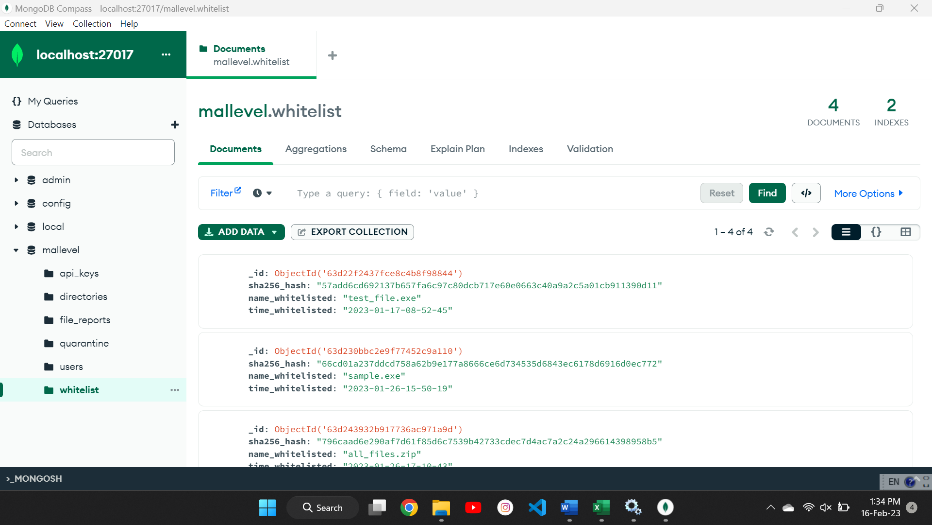 MongoDB Compass localhost:27017/mallevel.whitelist
Connect View Collection Help
localhost:27017 ...
Documents
mallevel.whitelist
+
{} My Queries
Databases +
Search
admin
config
local
mallevel
api_keys
directories
file_reports
quarantine
users
whitelist ...
mallevel.whitelist
4
DOCUMENTS
2
INDEXES
Documents Aggregations Schema Explain Plan Indexes Validation
Filter Type a query: { field: 'value' } Reset Find </> More Options
ADD DATA EXPORT COLLECTION 1 – 4 of 4 {}
_id: ObjectId('63d22f2437fce8c4b8f98844')
sha256_hash: "57add6cd692137b657fa6c97c80dcb717e60e0663c40a9a2c5a01cb911390d11"
name_whitelisted: "test_file.exe"
time_whitelisted: "2023-01-17-08-52-45"
_id: ObjectId('63d230bbc2e9f77452c9a110')
sha256_hash: "66cd01a237ddcd758a62b9e177a8666ce6d734535d6843ec6178d6916d0ec772"
name_whitelisted: "sample.exe"
time_whitelisted: "2023-01-26-15-50-19"
_id: ObjectId('63d243932b917736ac971a9d')
sha256_hash: "796caad6e290af7d61f85d6c7539b42733cdec7d4ac7a2c24a296614398958b5"
name_whitelisted: "all_files.zip"
time_whitelisted: "2023-01-26-17-10-43"
>_MONGOSH
EN
Search
1:34 PM
16-Feb-23
4